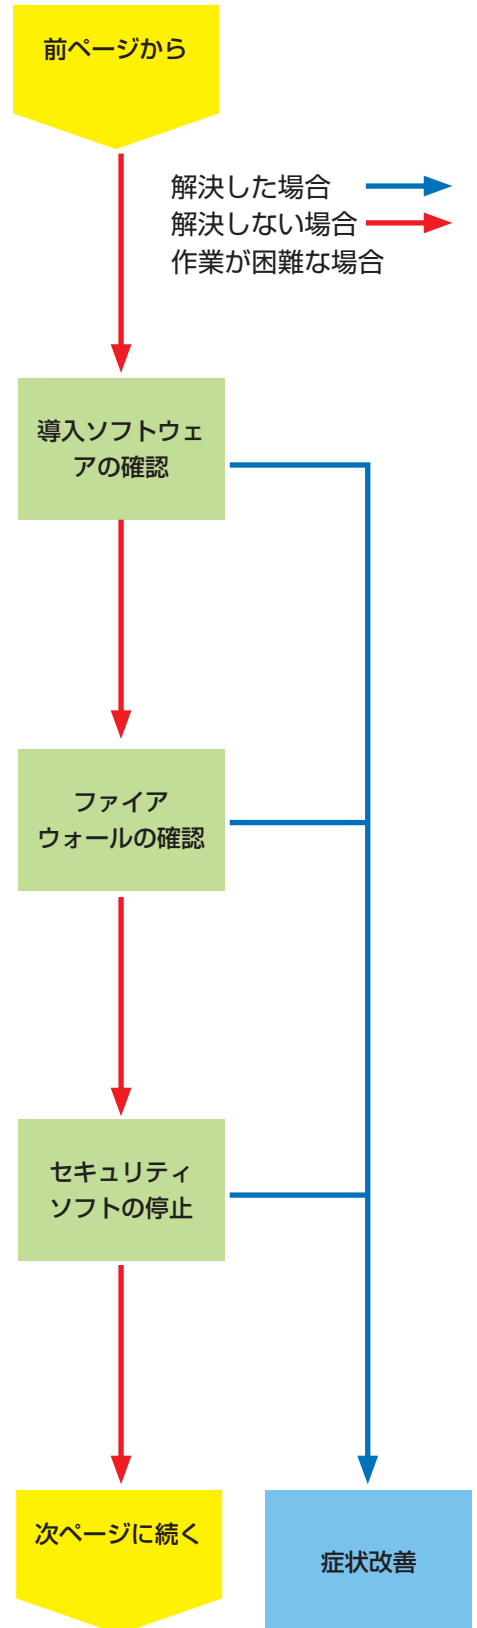 前ページから
解決した場合
解決しない場合
作業が困難な場合
導入ソフトウェ
アの確認
ファイア
ウォールの確認
セキュリティ
ソフトの停止
次ページに続く
症状改善